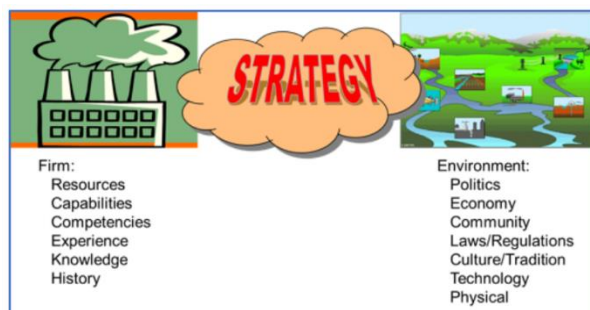 STRATEGY
Firm:
Resources
Capabilities
Competencies
Experience
Knowledge
History
Environment:
Politics
Economy
Community
Laws/Regulations
Culture/Tradition
Technology
Physical